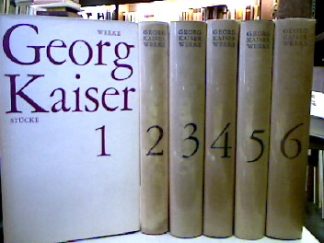 WERKE
Georg
Kaiser
STÜCKE
1
GEORG
KAISER
WERKE
2
GEORG
KAISER
WERKE
3
GEORG
KAISER
WERKE
4
GEORG
KAISER
WERKE
5
GEORG
KAISER
WERKE
6